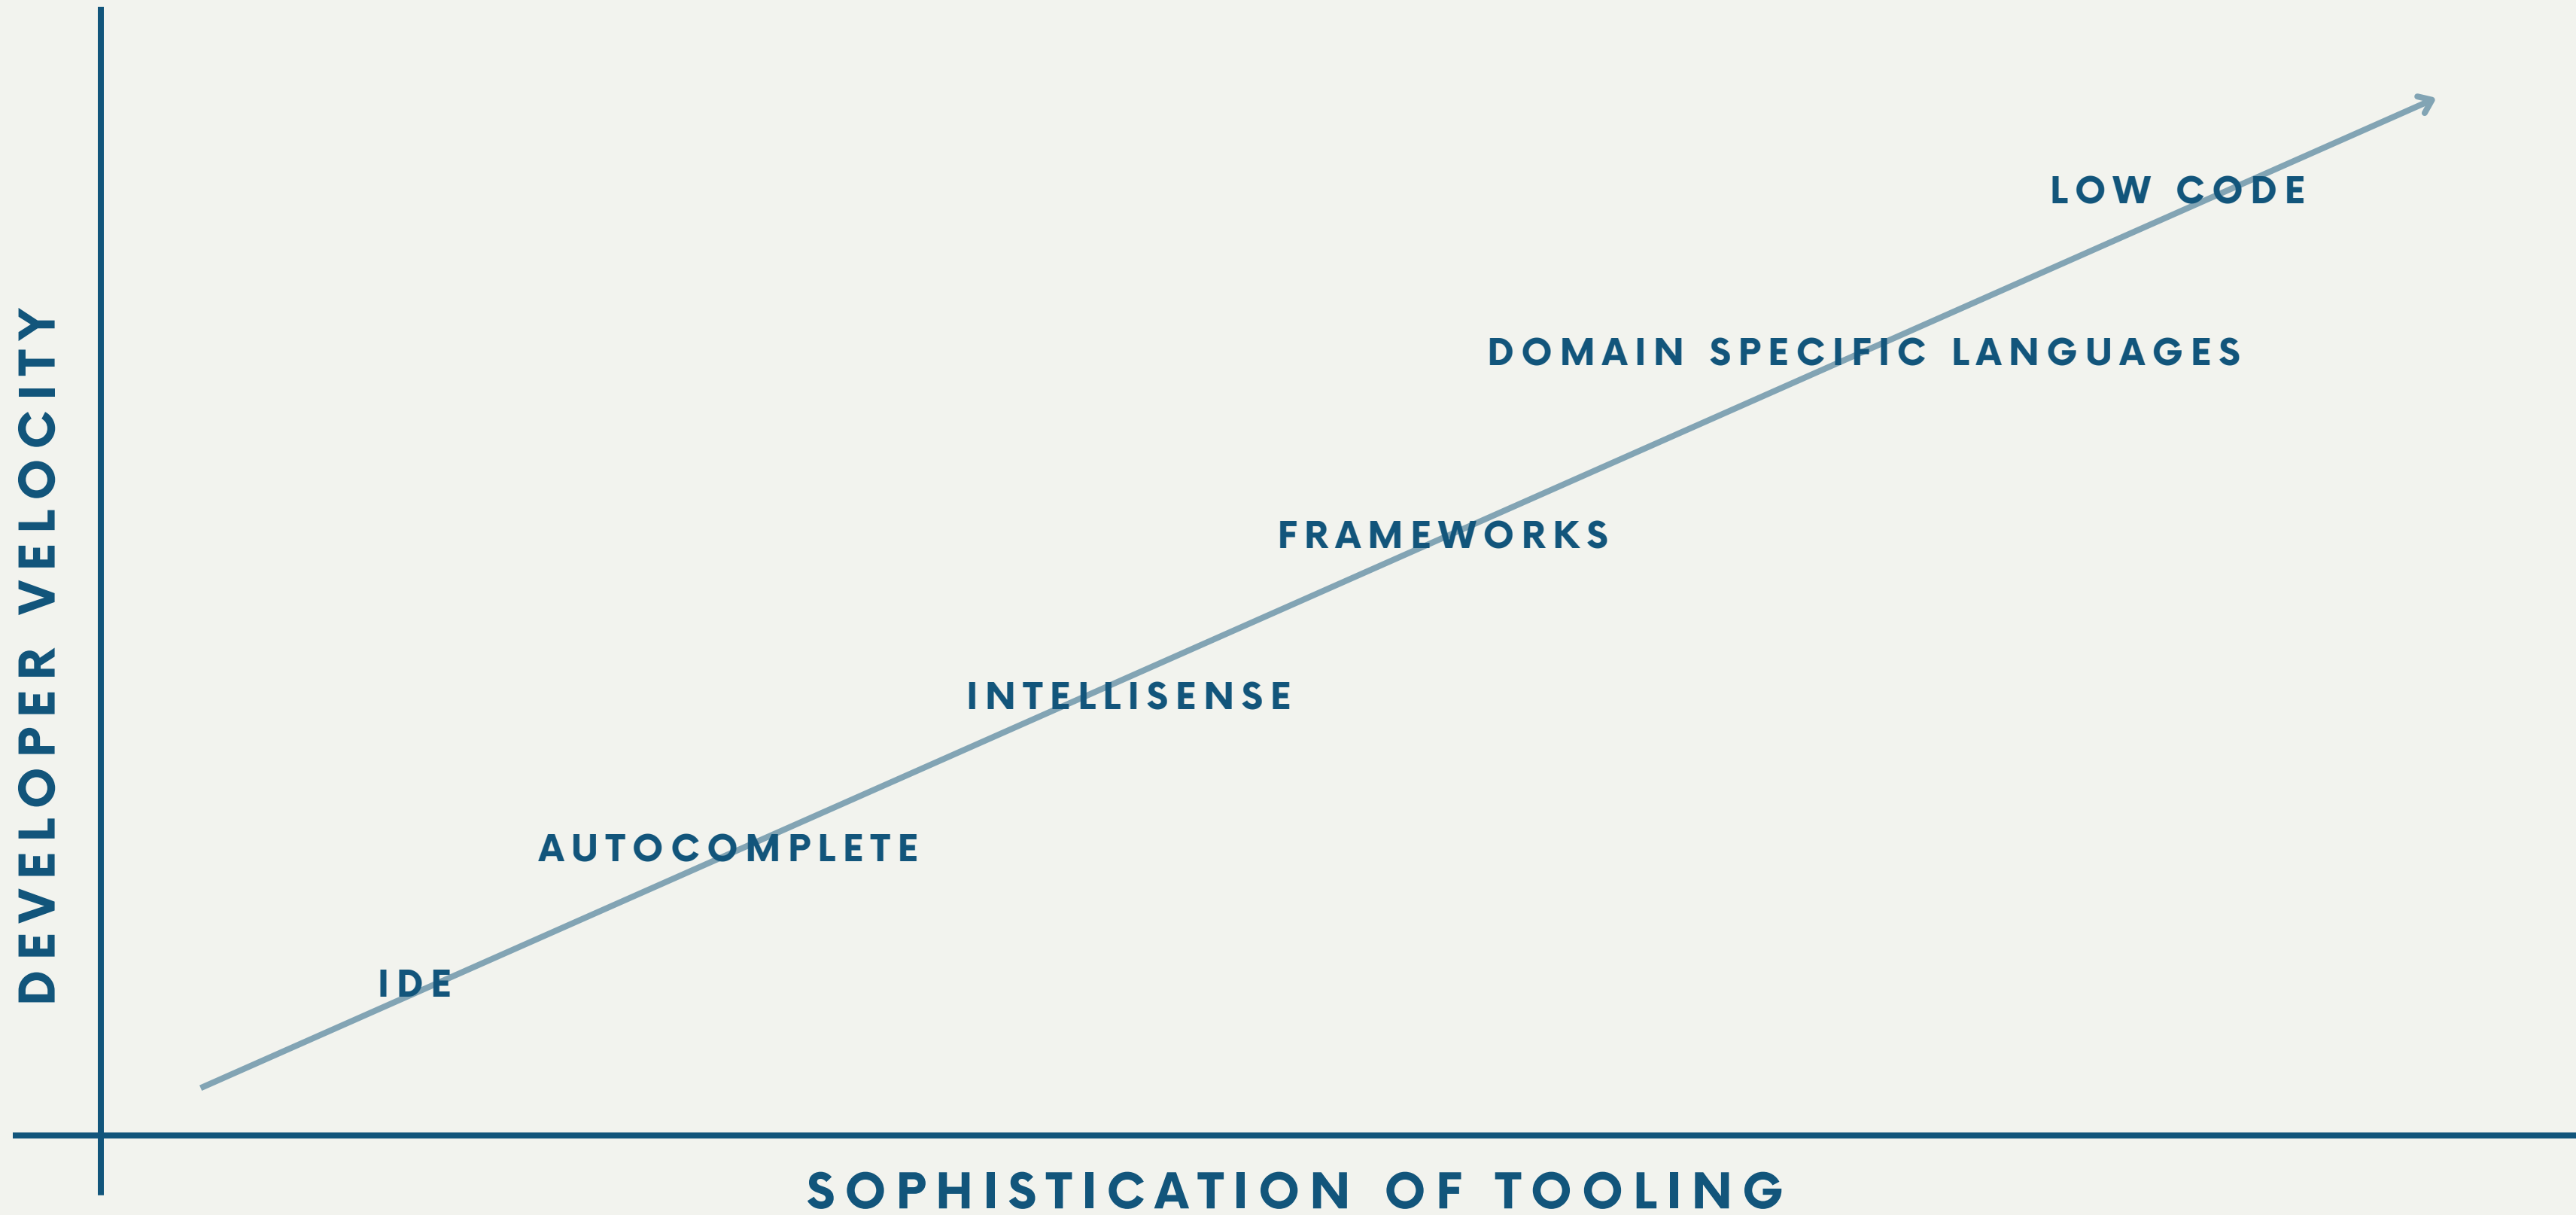 LOW CODE
DOMAIN SPECIFIC LANGUAGES
FRAMEWORKS
INTELLISENSE
AUTOCOMPLETE
IDE
DEVELOPER VELOCITY
SOPHISTICATION OF TOOLING